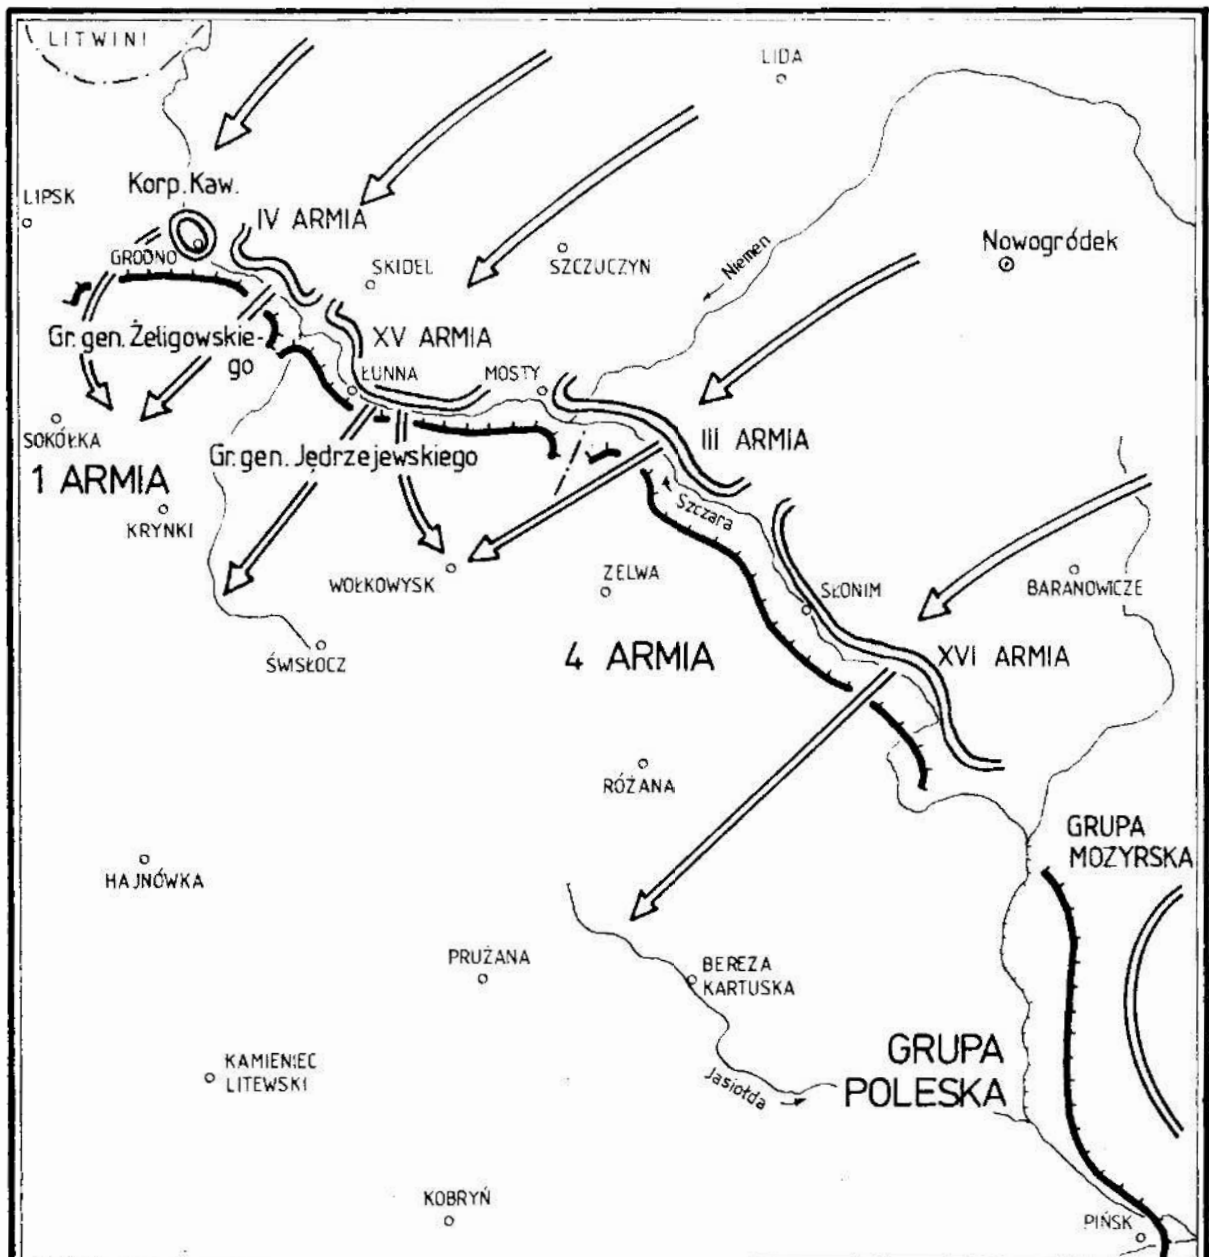 LITWINI
LIDA
LIPSK
Korp. Kaw.
IV ARMIA
GRODNO
SKIDEL
SZCZUCZYN
Niemen
Nowogródek
Gr. gen. Żeligowskie-
go
XV ARMIA
ŁUNNA
MOSTY
SOKÓŁKA
1 ARMIA
Gr. gen. Jędrzejewskiego
III ARMIA
KRYNKI
Szczara
WOŁKOWYSK
ZELWA
SŁONIM
BARANOWICZE
ŚWISŁOCZ
4 ARMIA
XVI ARMIA
RÓŻANA
GRUPA
MOZYRSKA
HAJNÓWKA
PRUŻANA
BEREZA
KARTUSKA
KAMIENIEC
LITEWSKI
Jasiołda
GRUPA
POLESKA
KOBRYŃ
PIŃSK